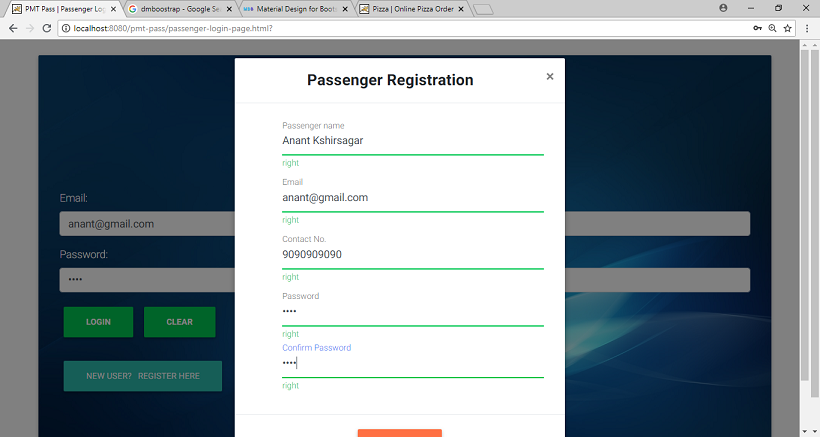 PMT Pass | Passenger Log
dmboostrap - Google Se
MDB Material Design for Boots
Pizza | Online Pizza Order
localhost:8080/pmt-pass/passenger-login-page.html?
Passenger Registration
×
Passenger name
Anant Kshirsagar
right
Email
anant@gmail.com
right
Contact No.
9090909090
right
Password
••••
right
Confirm Password
••••
right
Email:
anant@gmail.com
Password:
••••
LOGIN CLEAR
NEW USER? REGISTER HERE